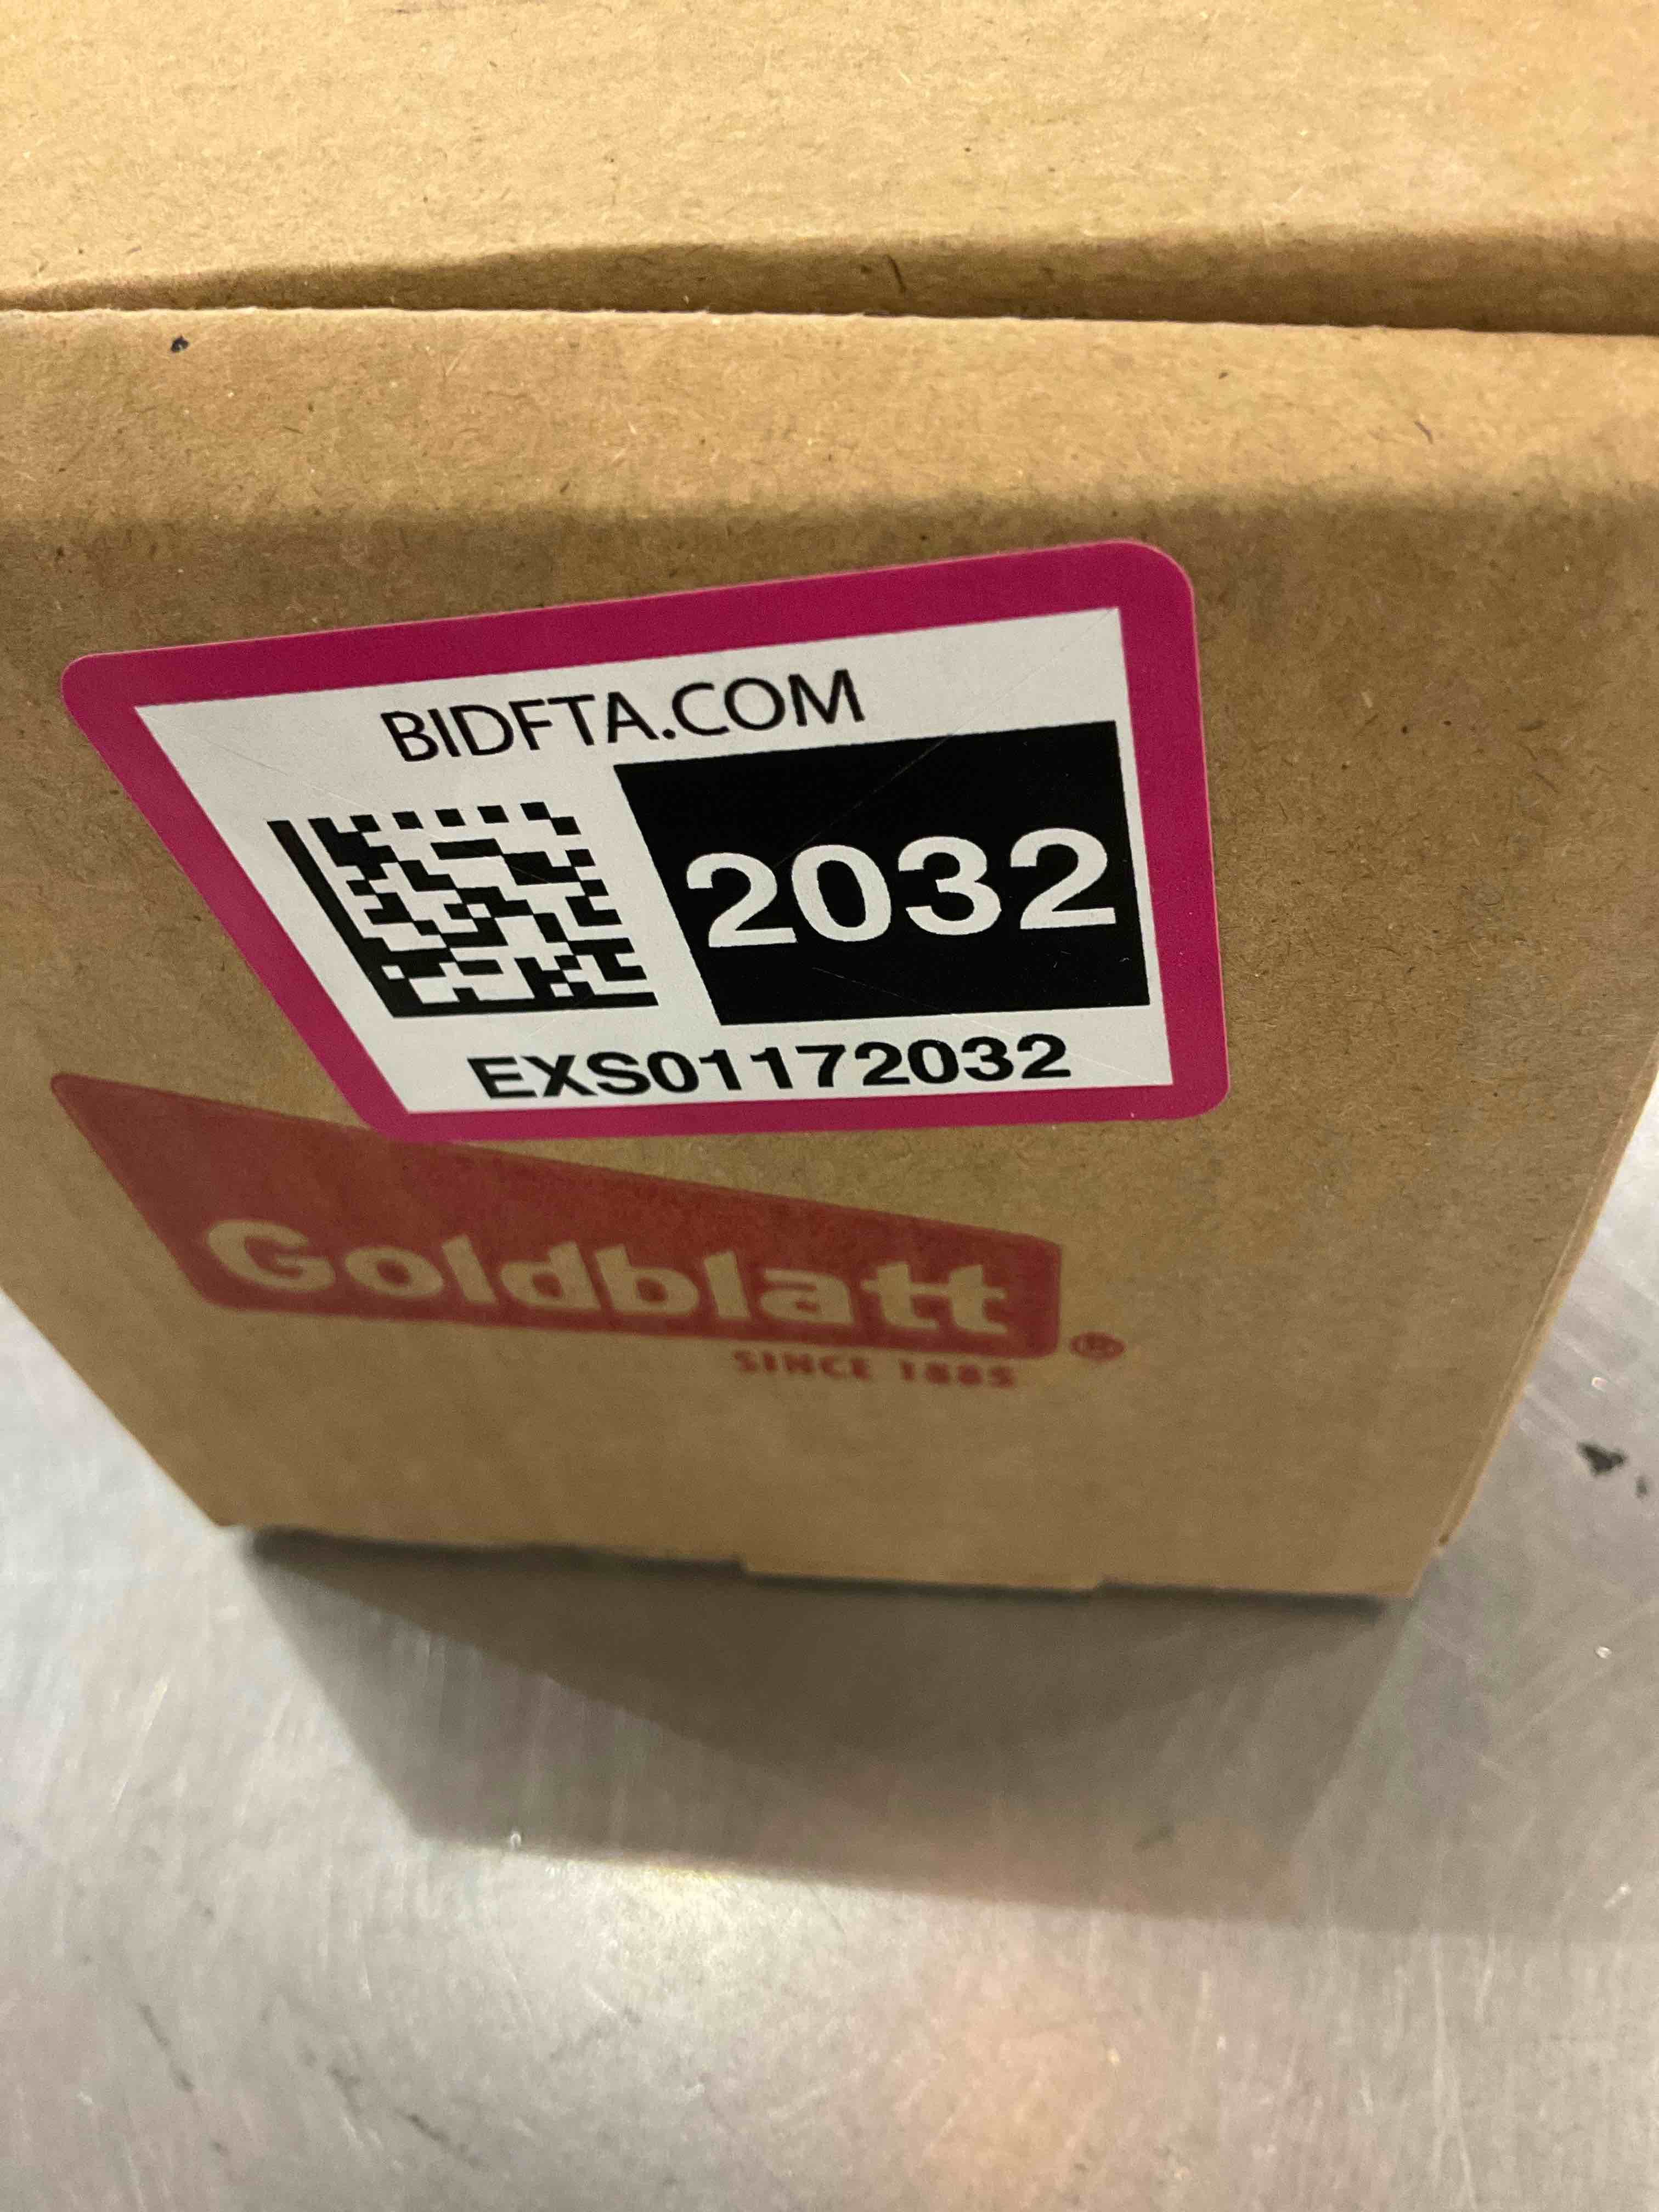 BIDFTA.COM
2032
EXS01172032
Goldblatt
®
SINCE 1885